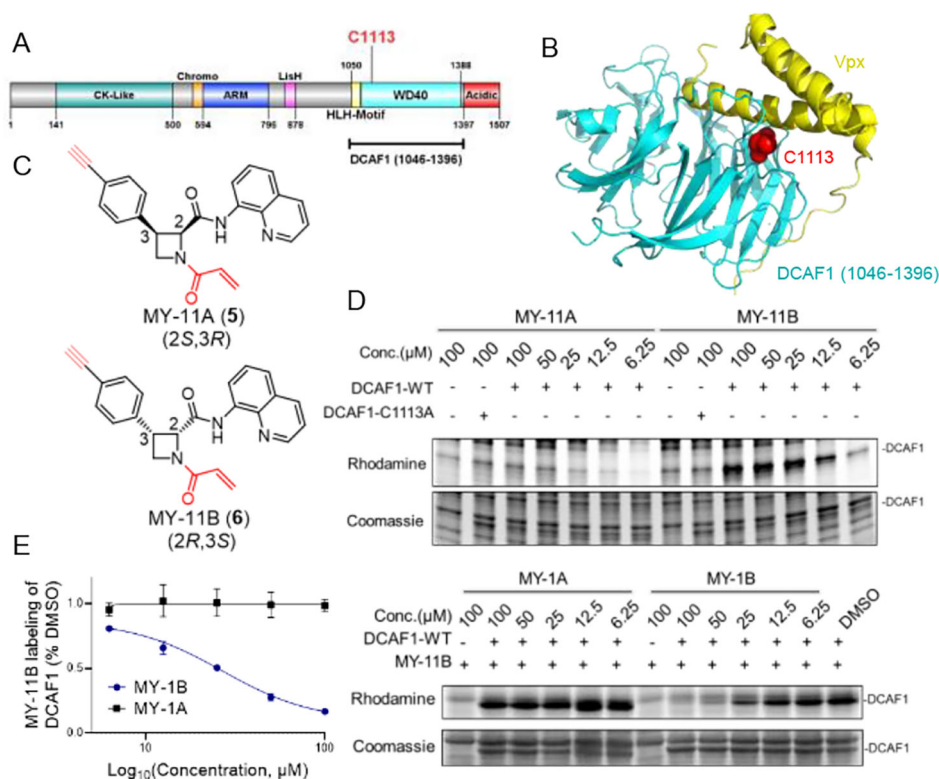 A
C1113
1050
1388
Chromo
LisH
CK-Like
ARM
WD40
Acidic
1
141
500
594
796
878
HLH-Motif
1397
1507
DCAF1 (1046-1396)
B
Vpx
C1113
DCAF1 (1046-1396)
C
3
2
O
N
H
N
N
O
MY-11A (5)
(2S,3R)
3
2
O
N
H
N
N
O
MY-11B (6)
(2R,3S)
D
MY-11A MY-11B
Conc.(μM) 100 100 100 50 25 12.5 6.25 100 100 100 50 25 12.5 6.25
DCAF1-WT - - + + + + + - - + + + + +
DCAF1-C1113A - + - - - - - - + - - - - -
Rhodamine -DCAF1
Coomassie -DCAF1
MY-1A MY-1B
Conc.(μM) 100 100 50 25 12.5 6.25 100 100 50 25 12.5 6.25 DMSO
DCAF1-WT - + + + + + - + + + + + +
MY-11B + + + + + + + + + + + + +
Rhodamine -DCAF1
Coomassie -DCAF1
E
MY-11B labeling of
DCAF1 (% DMSO)
1.0
0.5
0
MY-1B
MY-1A
10
100
Log10(Concentration, μM)